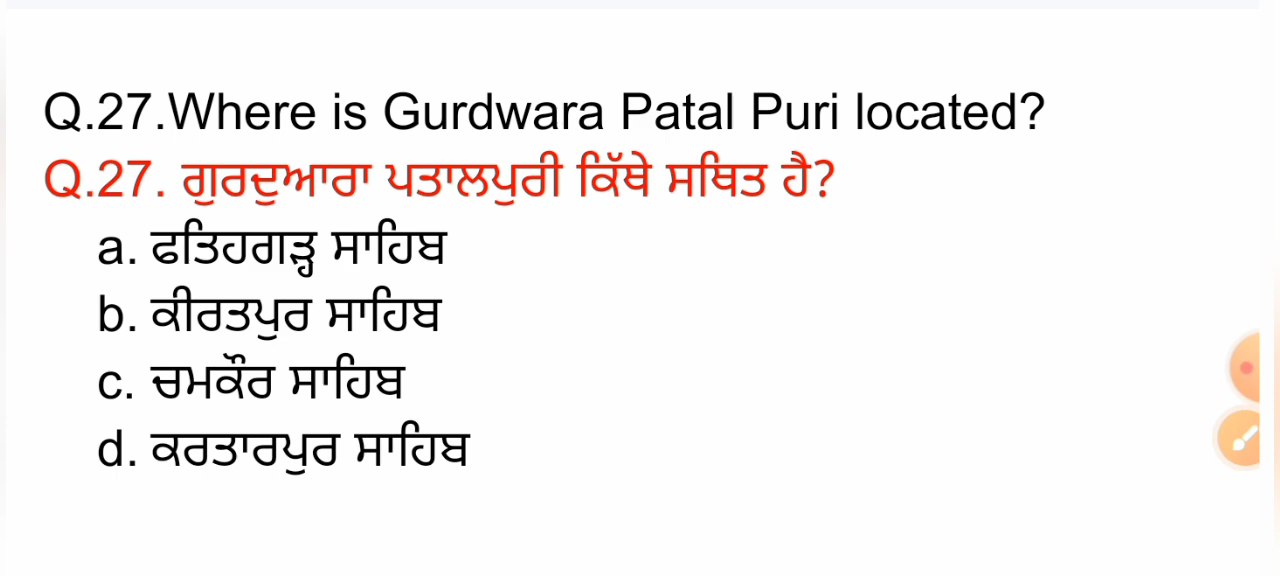 Q.27.Where is Gurdwara Patal Puri located?
Q.27. ਗੁਰਦੁਆਰਾ ਪਤਾਲਪੁਰੀ ਕਿੱਥੇ ਸਥਿਤ ਹੈ?
a. ਫਤਿਹਗੜ੍ਹ ਸਾਹਿਬ
b. ਕੀਰਤਪੁਰ ਸਾਹਿਬ
c. ਚਮਕੌਰ ਸਾਹਿਬ
d. ਕਰਤਾਰਪੁਰ ਸਾਹਿਬ